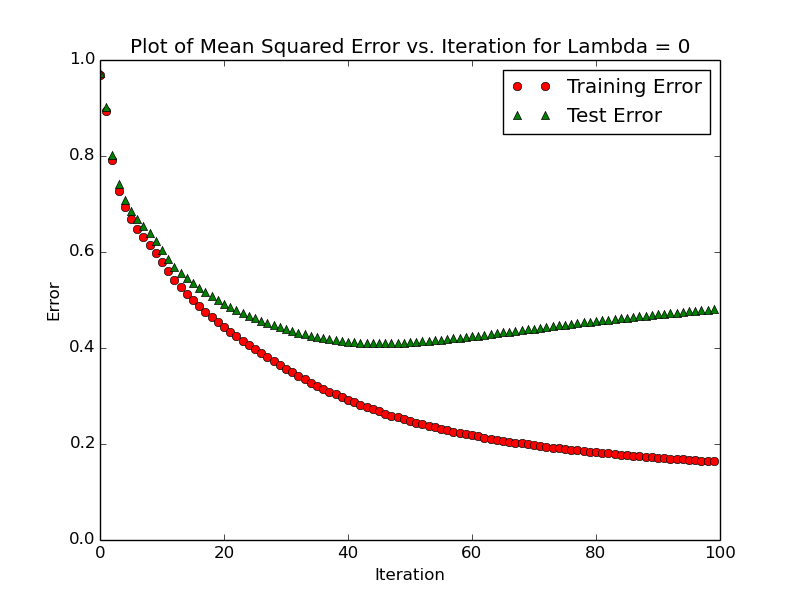 Plot of Mean Squared Error vs. Iteration for Lambda = 0
Training Error
Test Error
1.0
0.8
0.6
0.4
0.2
0.0
Error
0 20 40 60 80 100
Iteration